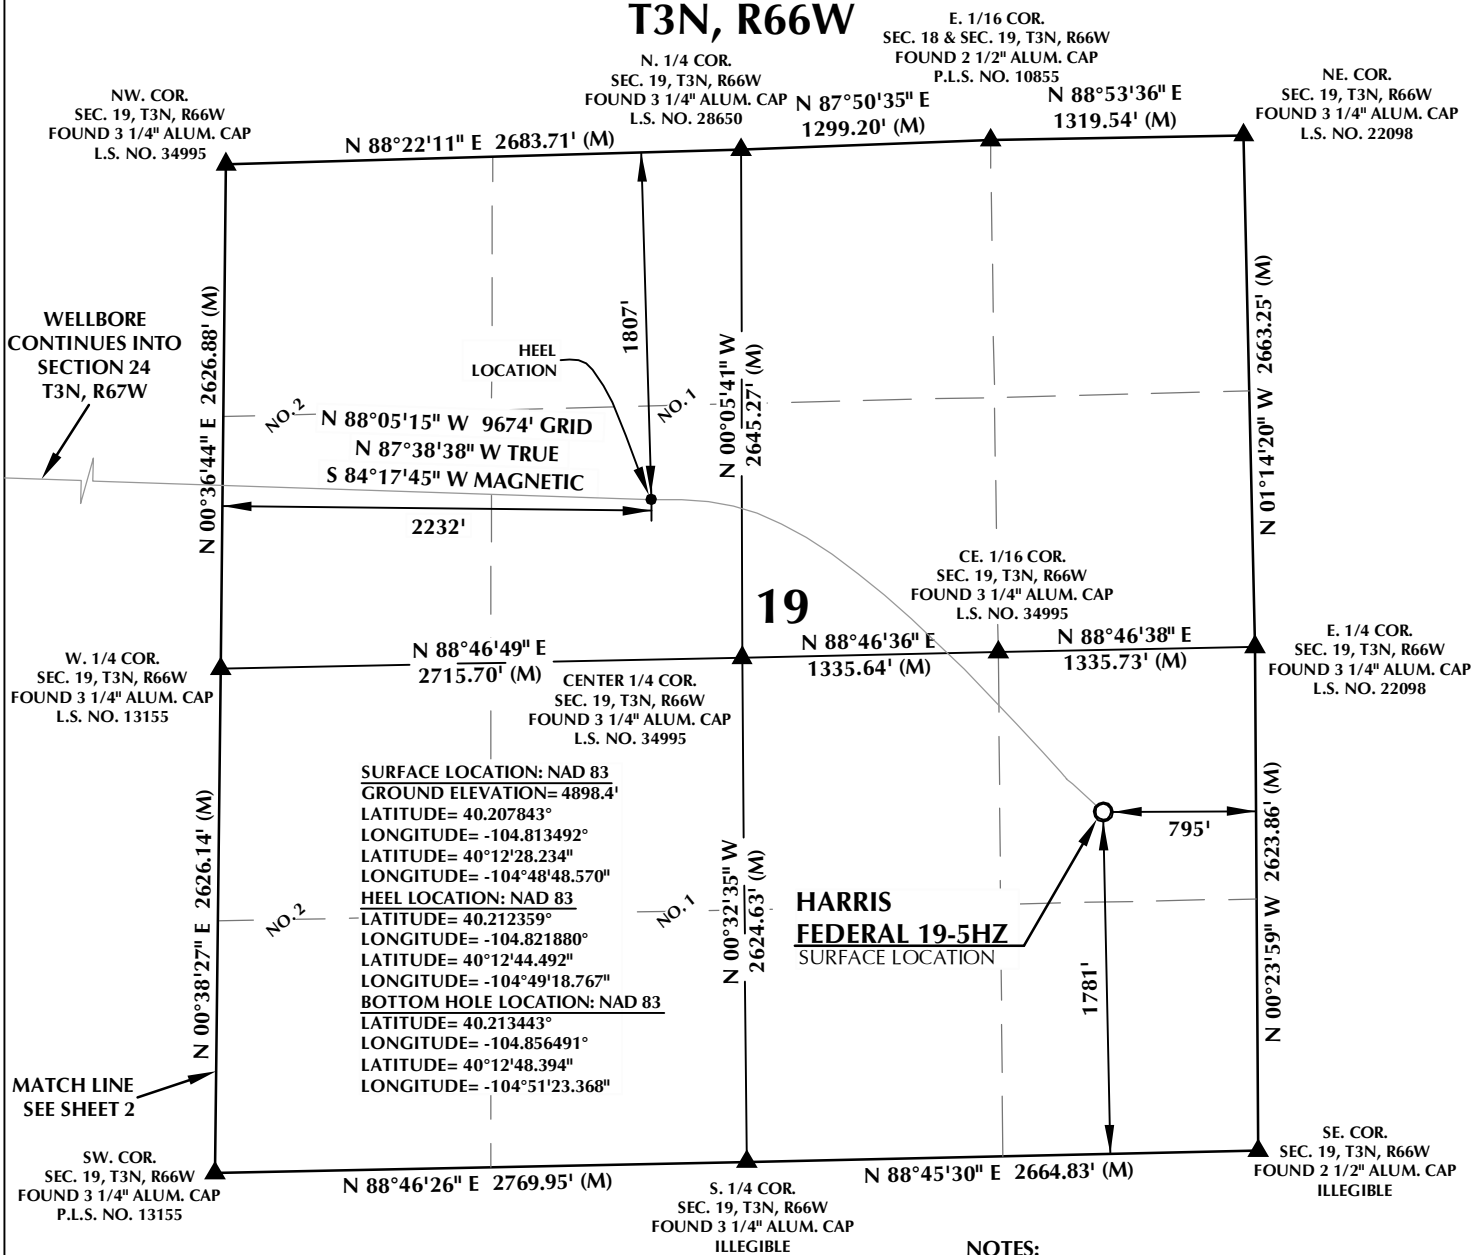 T3N, R66W
E. 1/16 COR.
SEC. 18 & SEC. 19, T3N, R66W
FOUND 2 1/2" ALUM. CAP
P.L.S. NO. 10855
N. 1/4 COR.
SEC. 19, T3N, R66W
FOUND 3 1/4" ALUM. CAP
L.S. NO. 28650
NW. COR.
SEC. 19, T3N, R66W
FOUND 3 1/4" ALUM. CAP
L.S. NO. 34995
NE. COR.
SEC. 19, T3N, R66W
FOUND 3 1/4" ALUM. CAP
L.S. NO. 22098
N 88°22'11" E 2683.71' (M)
N 87°50'35" E
1299.20' (M)
N 88°53'36" E
1319.54' (M)
WELLBORE
CONTINUES INTO
SECTION 24
T3N, R67W
N 00°36'44" E 2626.88' (M)
HEEL
LOCATION
1807'
N 00°05'41" W
2645.27' (M)
N 01°14'20" W 2663.25' (M)
NO.2
NO.1
N 88°05'15" W 9674' GRID
N 87°38'38" W TRUE
S 84°17'45" W MAGNETIC
2232'
19
CE. 1/16 COR.
SEC. 19, T3N, R66W
FOUND 3 1/4" ALUM. CAP
L.S. NO. 34995
W. 1/4 COR.
SEC. 19, T3N, R66W
FOUND 3 1/4" ALUM. CAP
L.S. NO. 13155
N 88°46'49" E
2715.70' (M)
N 88°46'36" E
1335.64' (M)
N 88°46'38" E
1335.73' (M)
E. 1/4 COR.
SEC. 19, T3N, R66W
FOUND 3 1/4" ALUM. CAP
L.S. NO. 22098
CENTER 1/4 COR.
SEC. 19, T3N, R66W
FOUND 3 1/4" ALUM. CAP
L.S. NO. 34995
SURFACE LOCATION: NAD 83
GROUND ELEVATION= 4898.4'
LATITUDE= 40.207843°
LONGITUDE= -104.813492°
LATITUDE= 40°12'28.234"
LONGITUDE= -104°48'48.570"
HEEL LOCATION: NAD 83
LATITUDE= 40.212359°
LONGITUDE= -104.821880°
LATITUDE= 40°12'44.492"
LONGITUDE= -104°49'18.767"
BOTTOM HOLE LOCATION: NAD 83
LATITUDE= 40.213443°
LONGITUDE= -104.856491°
LATITUDE= 40°12'48.394"
LONGITUDE= -104°51'23.368"
N 00°38'27" E 2626.14' (M)
NO.2
NO.1
N 00°32'35" W
2624.63' (M)
795'
HARRIS
FEDERAL 19-5HZ
SURFACE LOCATION
1781'
N 00°23'59" W 2623.86' (M)
MATCH LINE
SEE SHEET 2
SW. COR.
SEC. 19, T3N, R66W
FOUND 3 1/4" ALUM. CAP
P.L.S. NO. 13155
N 88°46'26" E 2769.95' (M)
S. 1/4 COR.
SEC. 19, T3N, R66W
FOUND 3 1/4" ALUM. CAP
ILLEGIBLE
N 88°45'30" E 2664.83' (M)
SE. COR.
SEC. 19, T3N, R66W
FOUND 2 1/2" ALUM. CAP
ILLEGIBLE
NOTES: